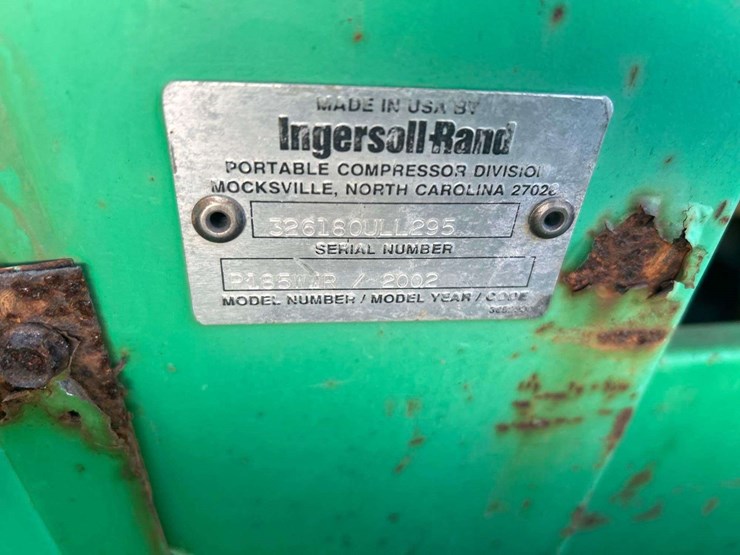 MADE IN USA BY
Ingersoll-Rand
PORTABLE COMPRESSOR DIVISION
MOCKSVILLE, NORTH CAROLINA 27028
326180ULL295
SERIAL NUMBER
/ 2002
MODEL NUMBER / MODEL YEAR / CODE